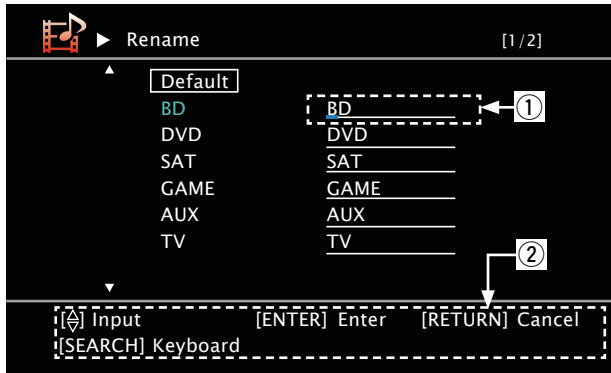 Rename [1/2]
Default
BD BD ①
DVD DVD
SAT SAT
GAME GAME
AUX AUX
TV TV
②
[△▽] Input [ENTER] Enter [RETURN] Cancel
[SEARCH] Keyboard